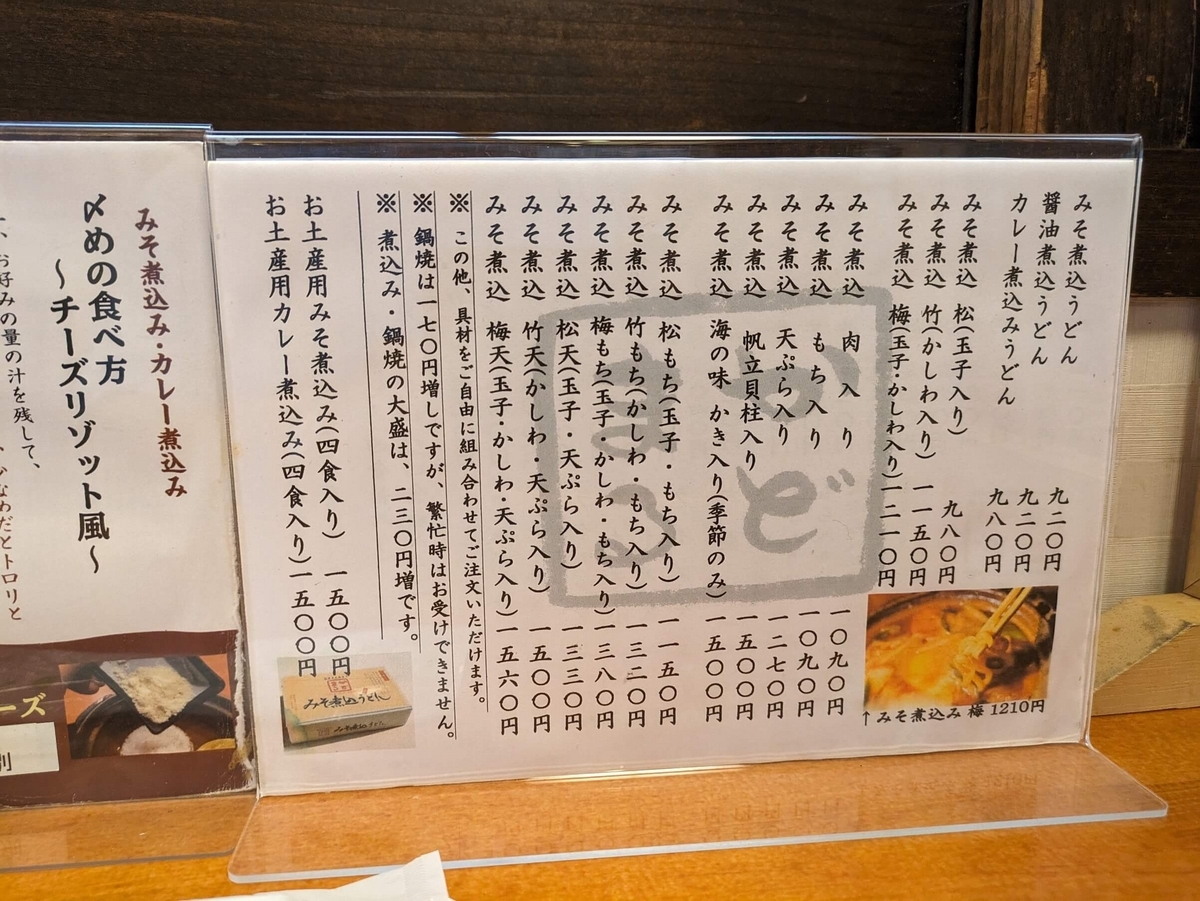 みそ煮込うどん 九二〇円
醤油煮込うどん 九二〇円
カレー煮込みうどん 九八〇円
みそ煮込 松(玉子入り) 九八〇円
みそ煮込 竹(かしわ入り) 一一五〇円
みそ煮込 梅(玉子・かしわ入り) 一二一〇円
↑みそ煮込み 梅 1210円
みそ煮込 肉入り 一〇九〇円
みそ煮込 もち入り 一〇九〇円
みそ煮込 天ぷら入り 一二七〇円
みそ煮込 帆立貝柱入り 一五〇〇円
みそ煮込 海の味 かき入り(季節のみ) 一五〇〇円
みそ煮込 松もち(玉子・もち入り) 一一五〇円
みそ煮込 竹もち(かしわ・もち入り) 一三二〇円
みそ煮込 梅もち(玉子・かしわ・もち入り) 一三八〇円
みそ煮込 松天(玉子・天ぷら入り) 一三三〇円
みそ煮込 竹天(かしわ・天ぷら入り) 一五〇〇円
みそ煮込 梅天(玉子・かしわ・天ぷら入り) 一五六〇円
※ この他、具材をご自由に組み合わせてご注文いただけます。
※ 鍋焼は一七〇円増しですが、繁忙時はお受けできません。
※ 煮込み・鍋焼の大盛は、二三〇円増です。
お土産用みそ煮込み(四食入り) 一五〇〇円
お土産用カレー煮込み(四食入り) 一五〇〇円
みそ煮込うどん
かどまる
みそ煮込み・カレー煮込み
〆めの食べ方
～チーズリゾット風～
お好みの量の汁を残して、
なめだとトロリと
ーズ
別